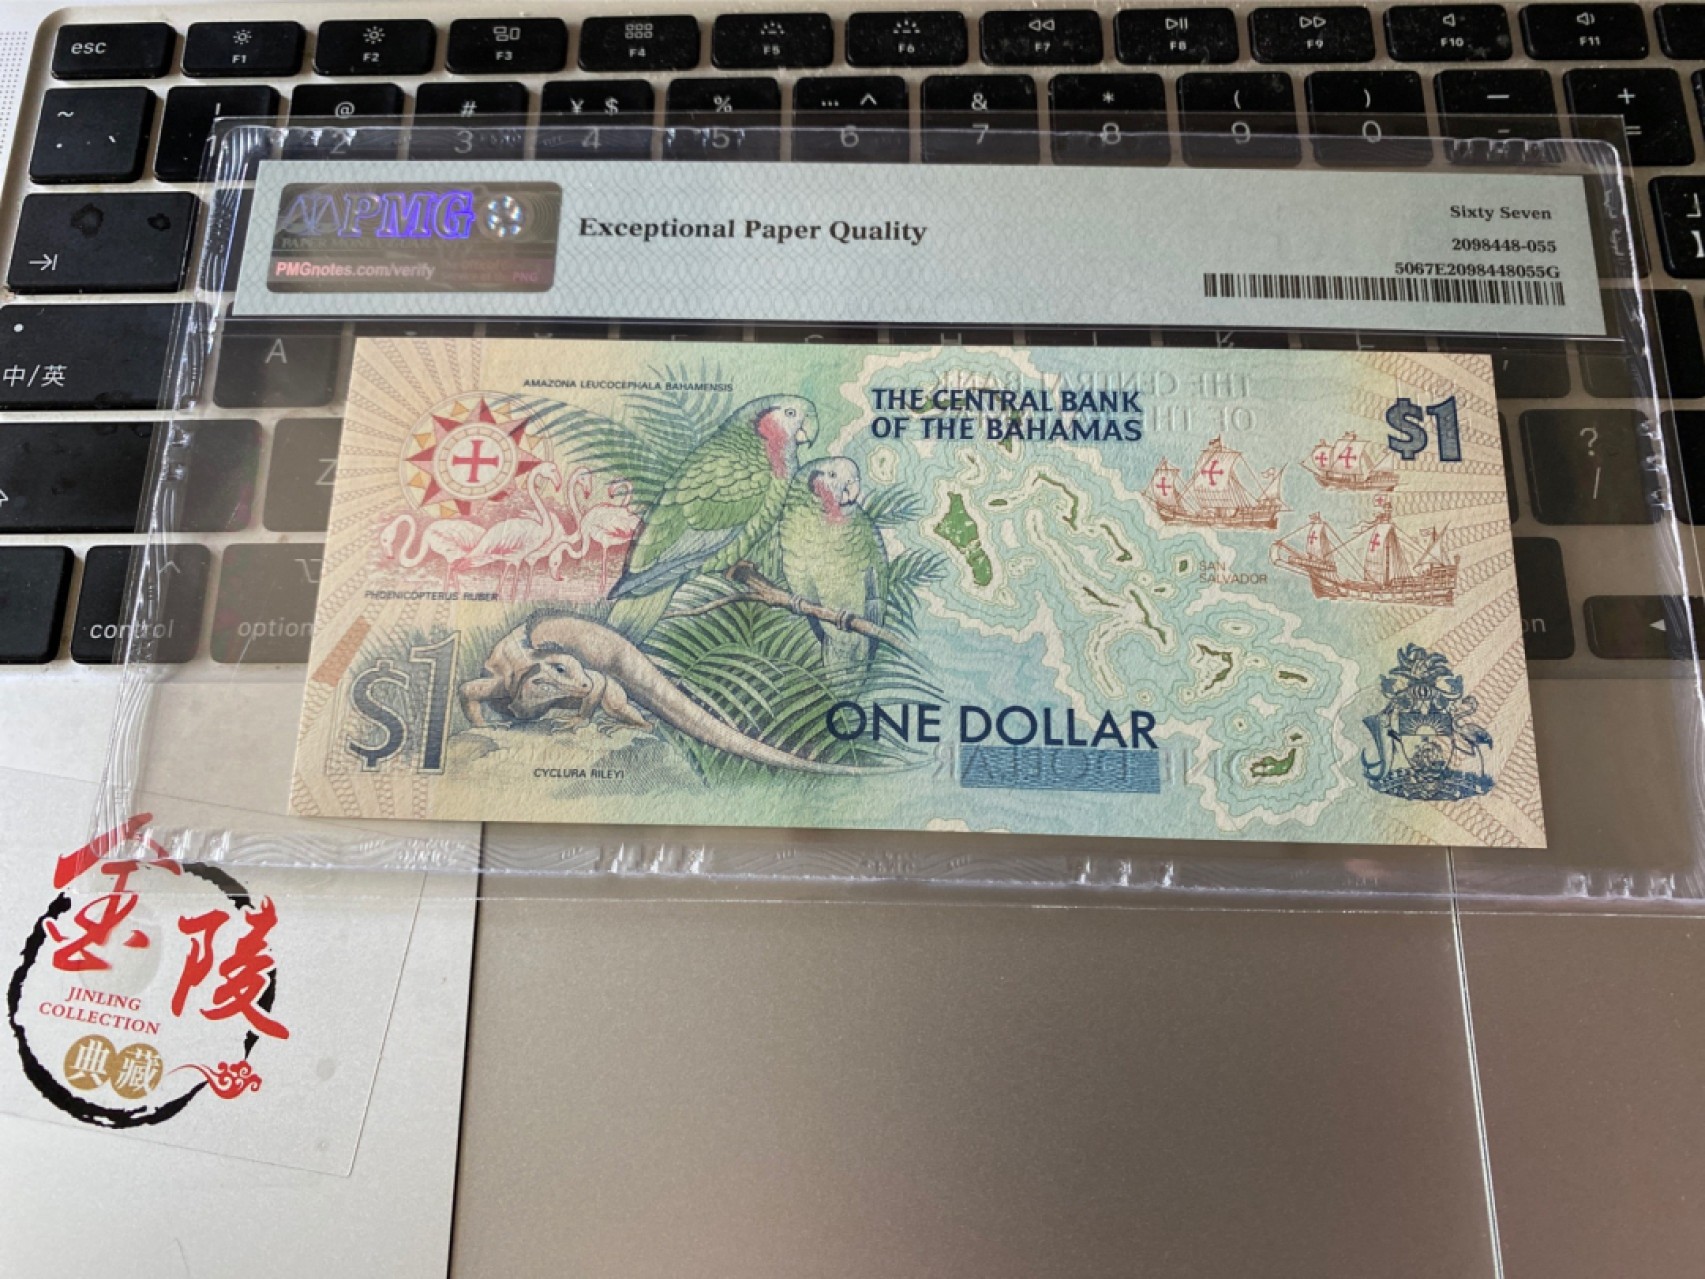 esc
F1
F2
F3
F4
F5
F6
F7
F8
F9
F10
F11
~
!
@
2
#
3
¥ $
4
%
5
… ^
6
&
7
*
8
(
9
)
0
—
-
+
=
PMG
PAPER MONEY GUARANTY
PMGnotes.com/verify
Exceptional Paper Quality
Sixty Seven
2098448-055
5067E2098448055G
中/英
A
Z
?
/
control
option
AMAZONA LEUCOCEPHALA BAHAMENSIS
THE CENTRAL BANK
OF THE BAHAMAS
$1
SAN
SALVADOR
PHOENICOPTERUS RUBER
$1
ONE DOLLAR
CYCLURA RILEYI
金陵
JINLING
COLLECTION
典藏